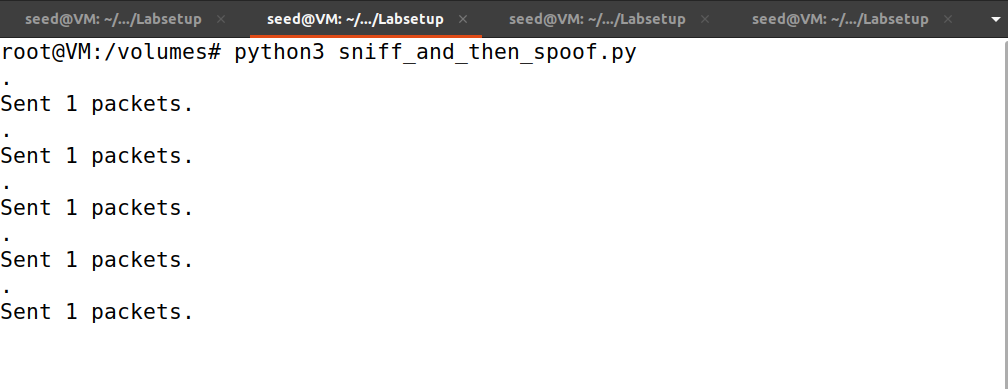 seed@VM: ~/.../Labsetup × seed@VM: ~/.../Labsetup × seed@VM: ~/.../Labsetup × seed@VM: ~/.../Labsetup ×
root@VM:/volumes# python3 sniff_and_then_spoof.py
.
Sent 1 packets.
.
Sent 1 packets.
.
Sent 1 packets.
.
Sent 1 packets.
.
Sent 1 packets.